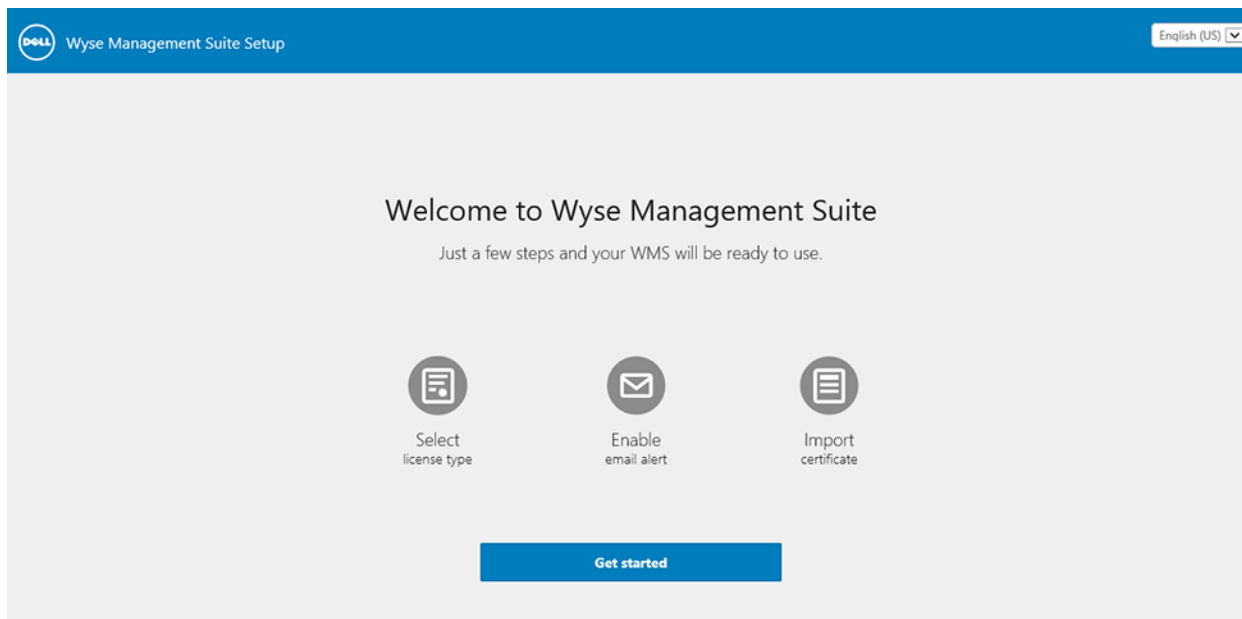 DELL
Wyse Management Suite Setup
English (US)
Welcome to Wyse Management Suite
Just a few steps and your WMS will be ready to use.
Select
license type
Enable
email alert
Import
certificate
Get started